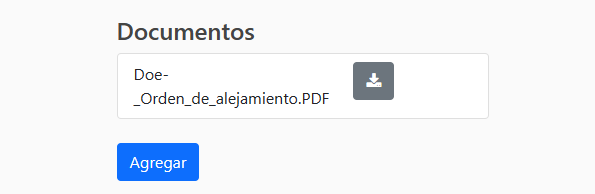 Documentos
Doe-
_Orden_de_alejamiento.PDF
Agregar